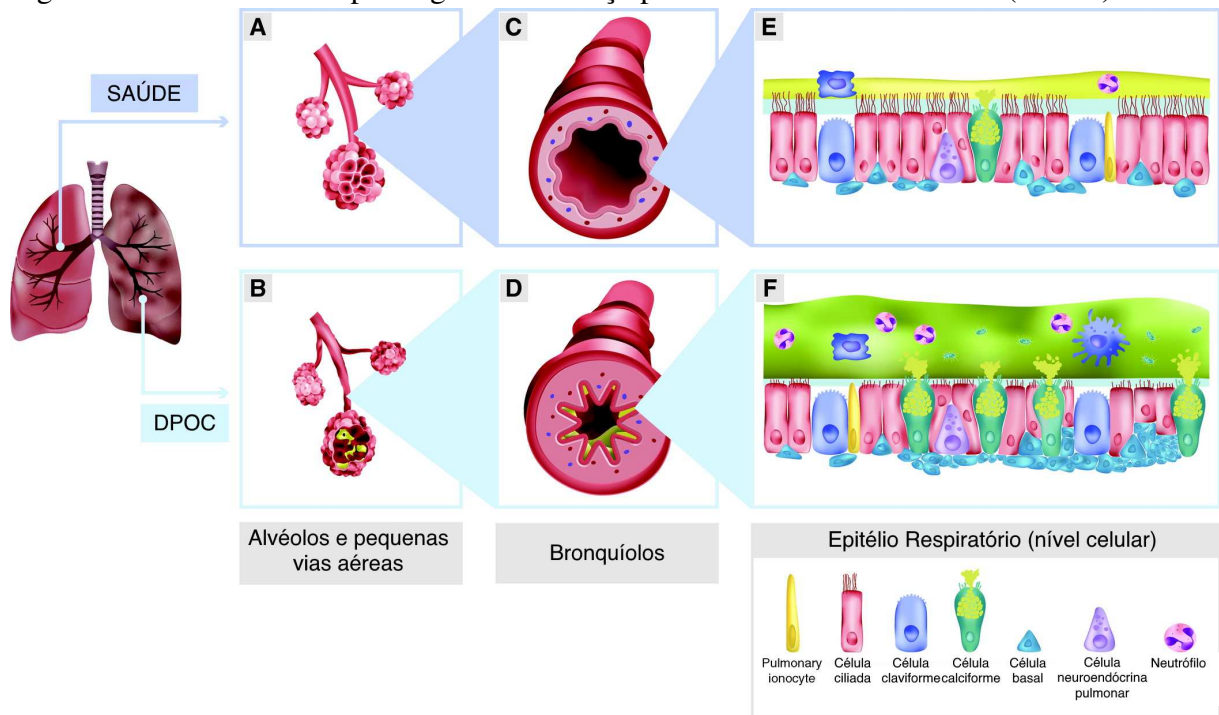 A
C
E
SAÚDE
B
D
F
DPOC
Alvéolos e pequenas
vias aéreas
Bronquíolos
Epitélio Respiratório (nível celular)
Pulmonary
ionocyte
Célula
ciliada
Célula
claviforme
Célula
calciforme
Célula
basal
Célula
neuroendócrina
pulmonar
Neutrófilo